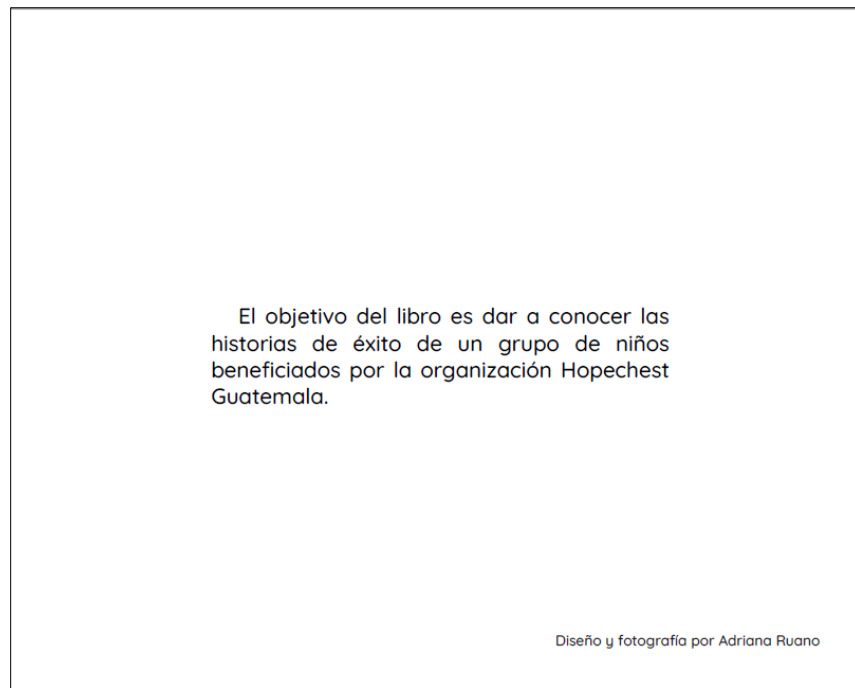 El objetivo del libro es dar a conocer las
historias de éxito de un grupo de niños
beneficiados por la organización Hopechest
Guatemala.
Diseño y fotografía por Adriana Ruano